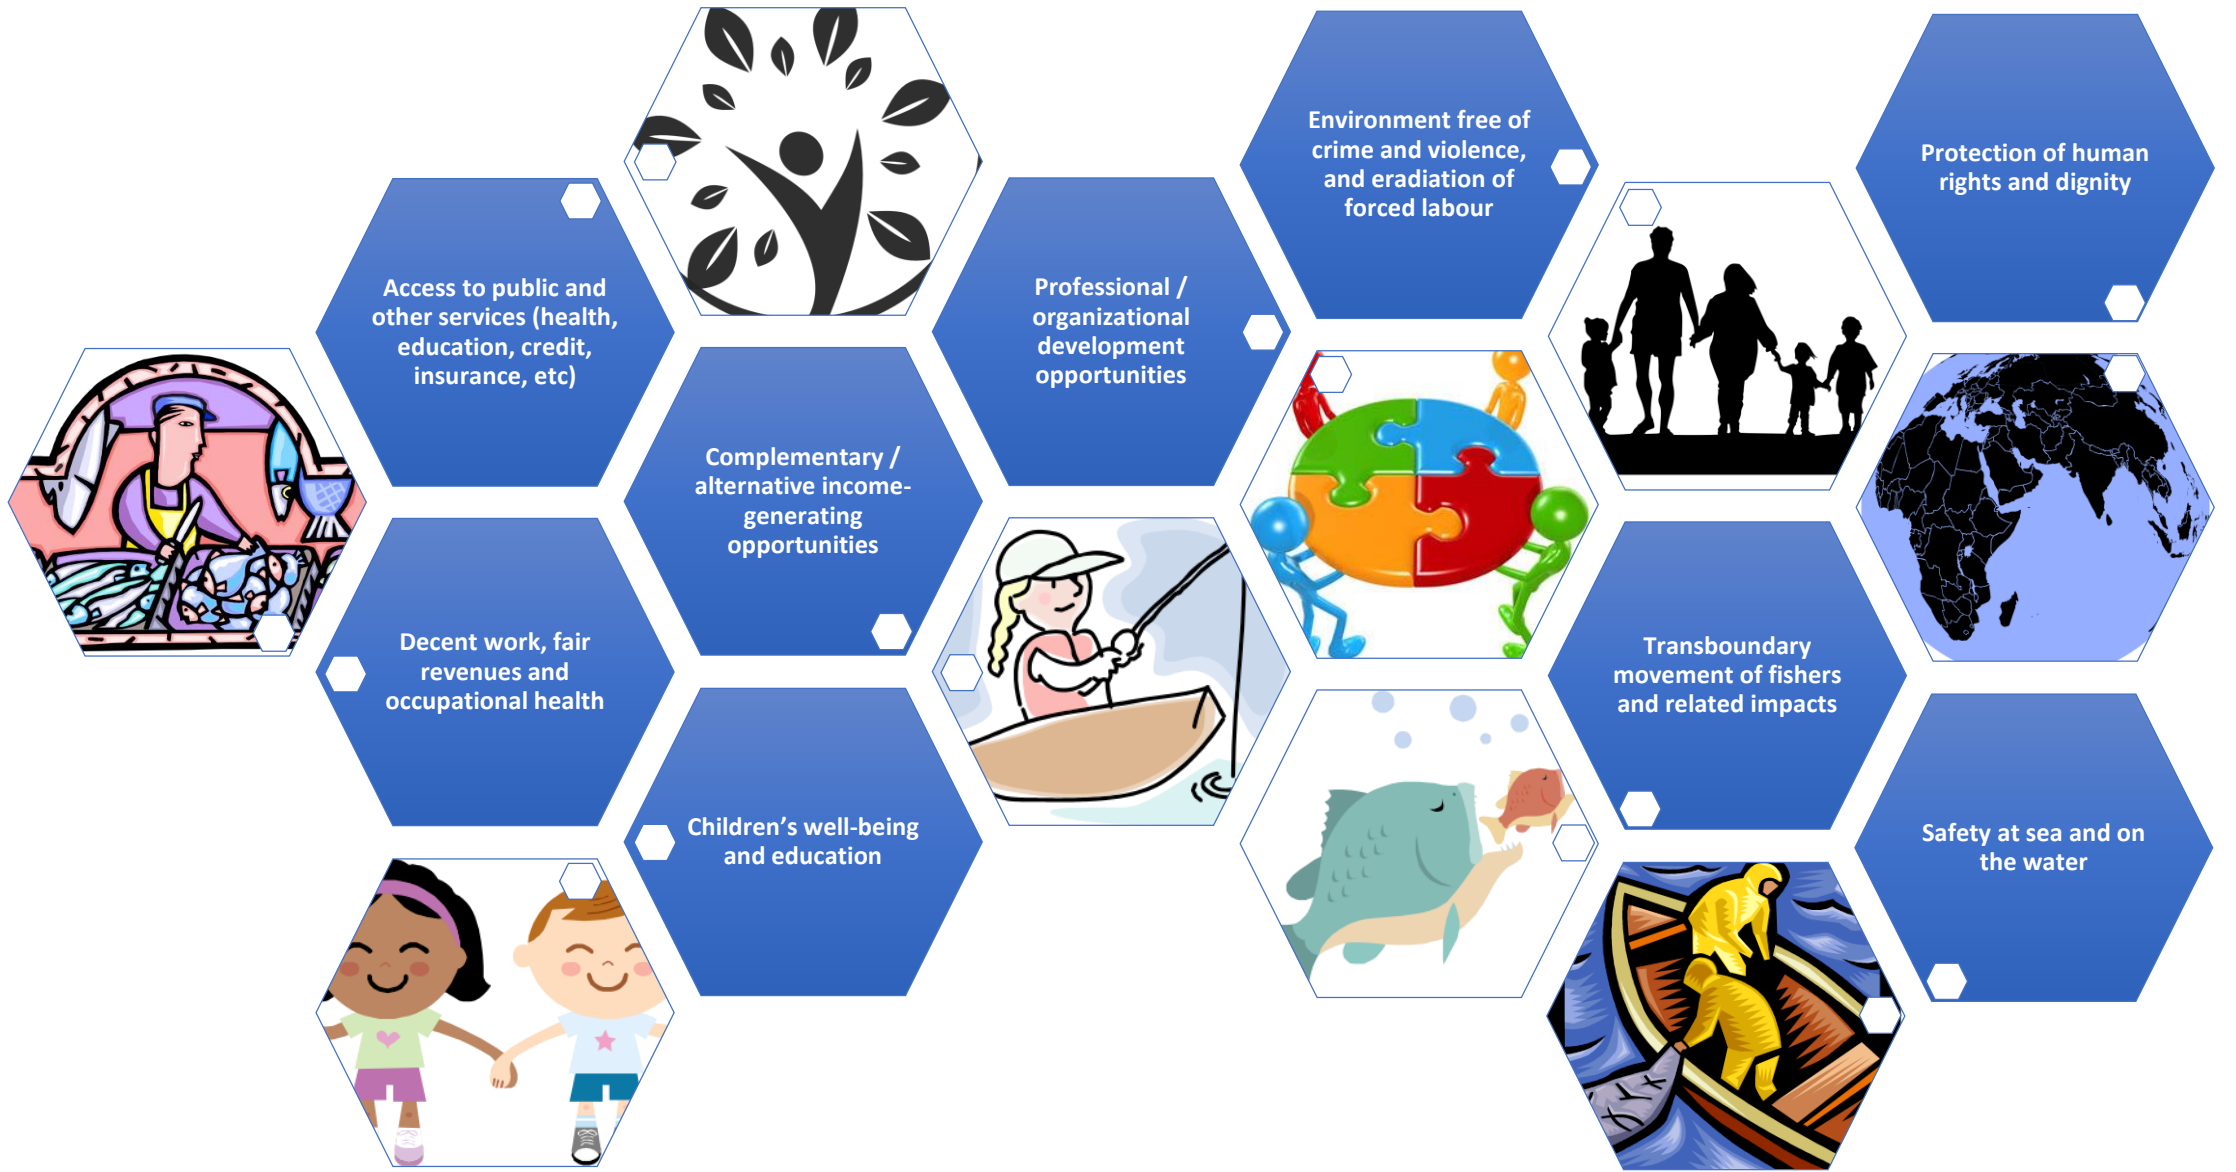 Access to public and
other services (health,
education, credit,
insurance, etc)
Decent work, fair
revenues and
occupational health
Complementary /
alternative income-
generating
opportunities
Children’s well-being
and education
Professional /
organizational
development
opportunities
Environment free of
crime and violence,
and eradiation of
forced labour
Transboundary
movement of fishers
and related impacts
Protection of human
rights and dignity
Safety at sea and on
the water